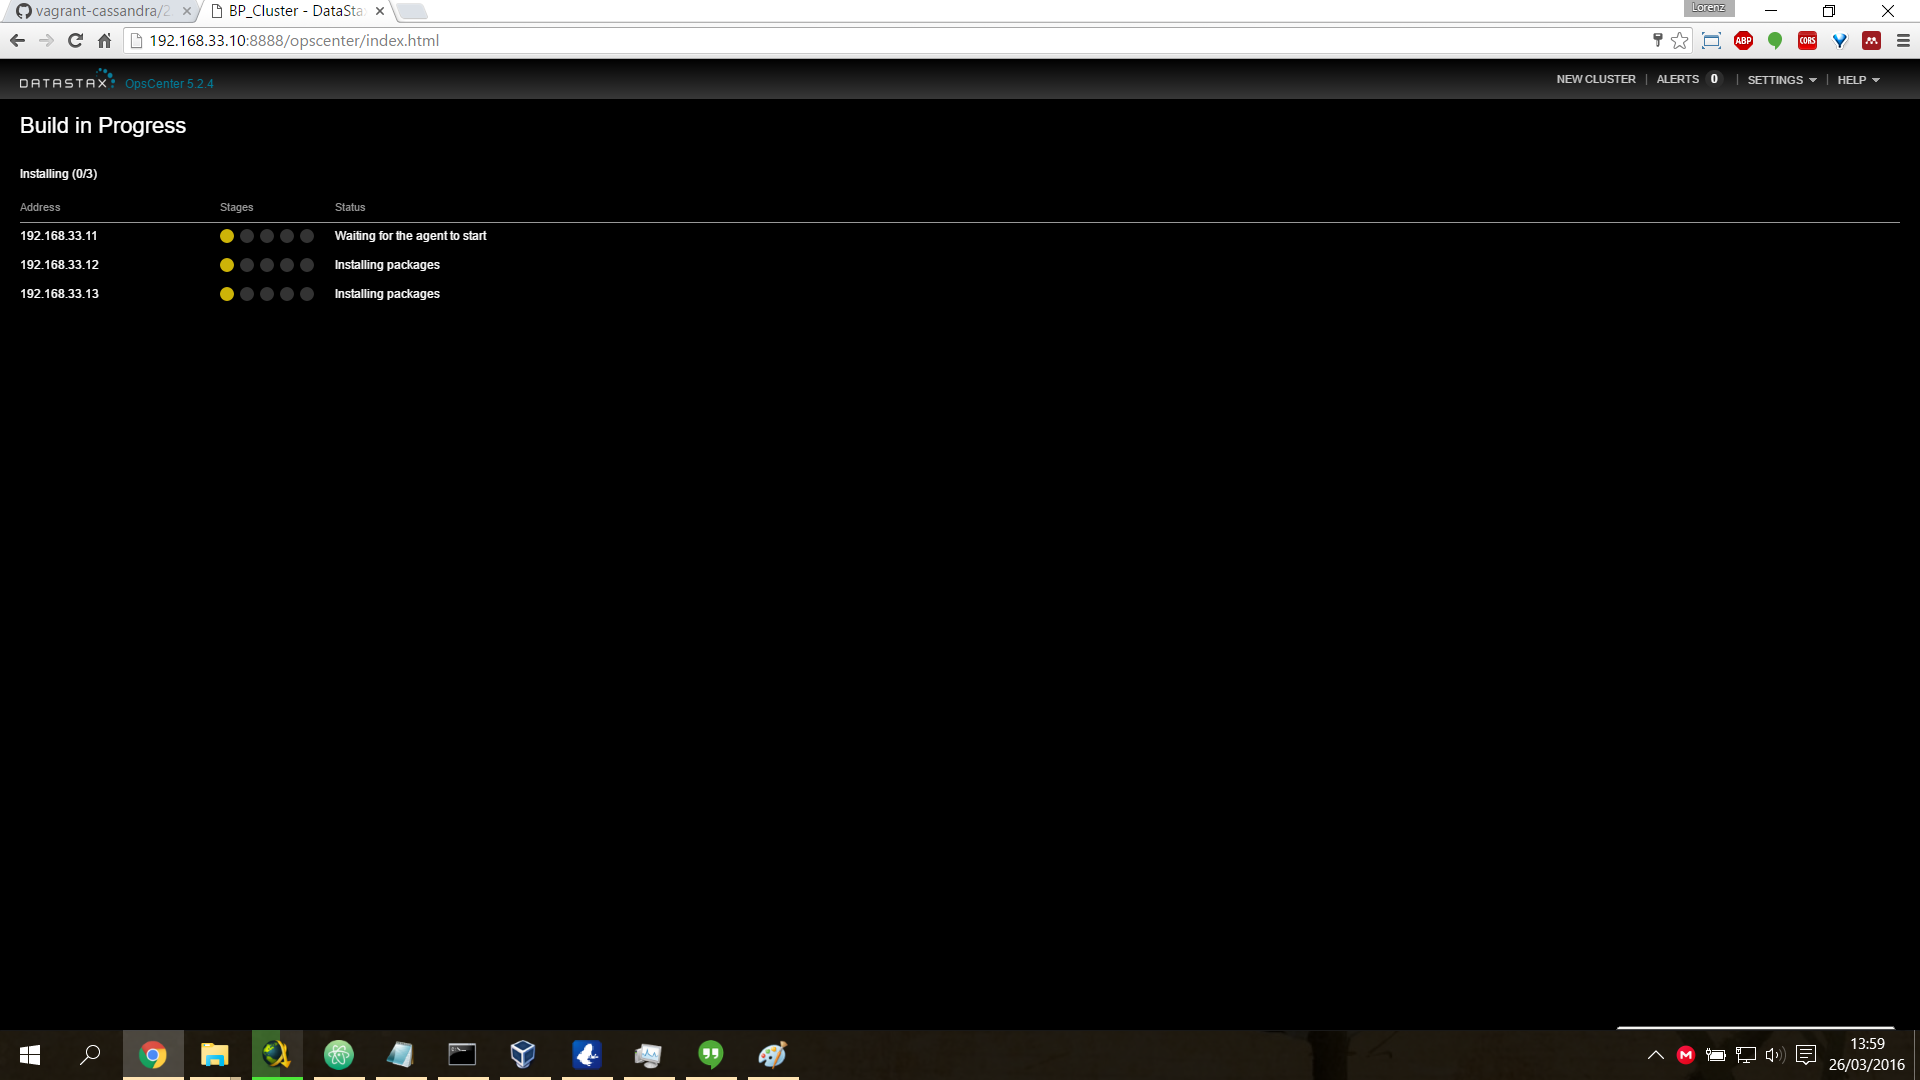 vagrant-cassandra/2
BP_Cluster - DataSta
Lorenz
192.168.33.10:8888/opscenter/index.html
ABP
CORS
DATASTAX OpsCenter 5.2.4
NEW CLUSTER | ALERTS 0 | SETTINGS | HELP
Build in Progress
Installing (0/3)
Address Stages Status
192.168.33.11 Waiting for the agent to start
192.168.33.12 Installing packages
192.168.33.13 Installing packages
M
13:59
26/03/2016